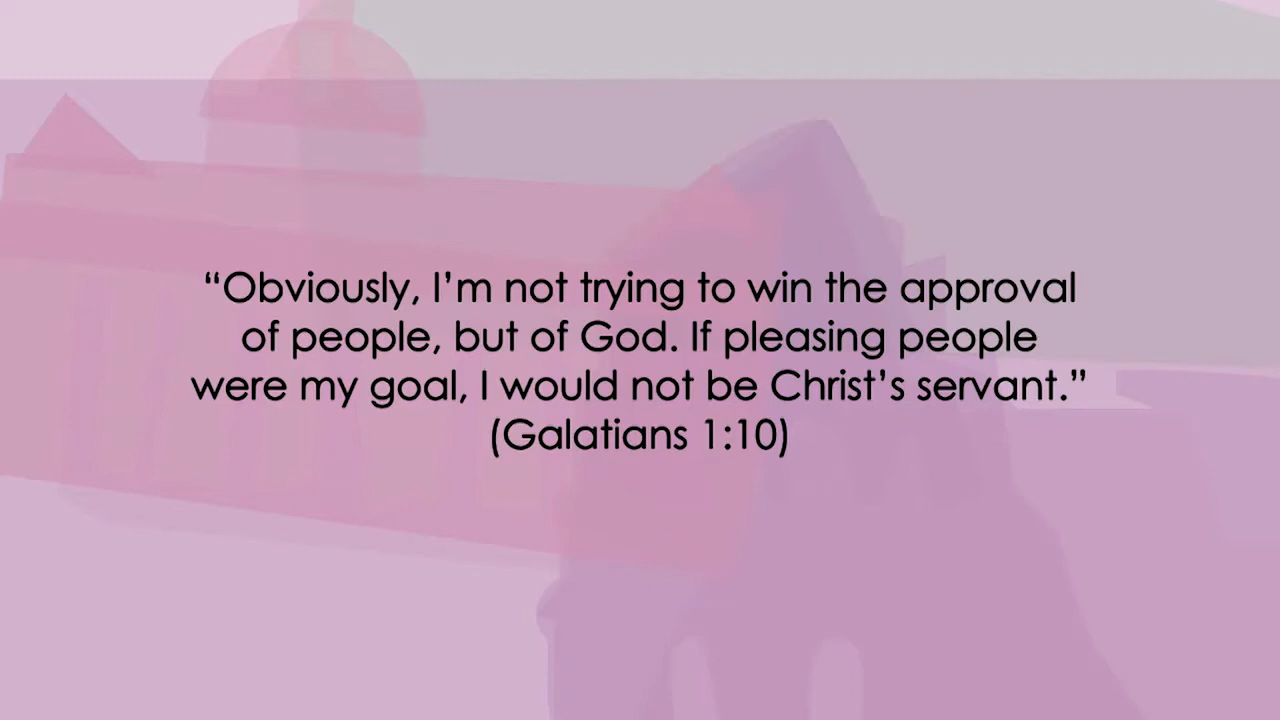 “Obviously, I’m not trying to win the approval
of people, but of God. If pleasing people
were my goal, I would not be Christ’s servant.”
(Galatians 1:10)